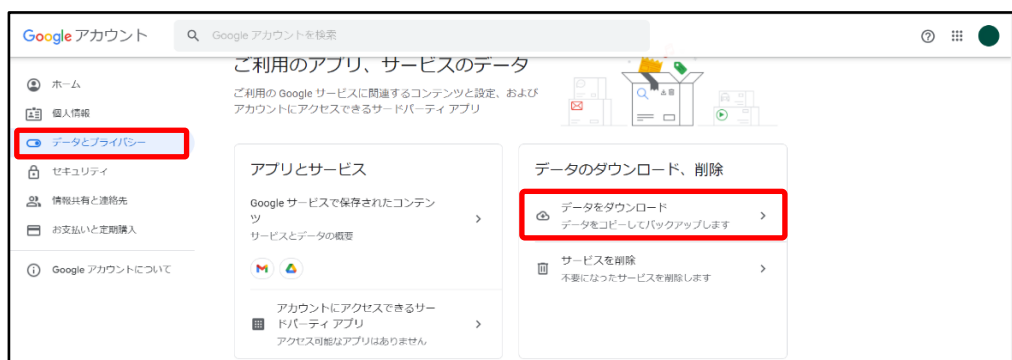 Google アカウント
Google アカウントを検索
ホーム
個人情報
データとプライバシー
セキュリティ
情報共有と連絡先
お支払いと定期購入
Google アカウントについて
ご利用のアプリ、サービスのデータ
ご利用の Google サービスに関連するコンテンツと設定、および
アカウントにアクセスできるサードパーティ アプリ
アプリとサービス
Google サービスで保存されたコンテン
ツ
サービスとデータの概要
アカウントにアクセスできるサー
ドパーティ アプリ
アクセス可能なアプリはありません
データのダウンロード、削除
データをダウンロード
データをコピーしてバックアップします
サービスを削除
不要になったサービスを削除します